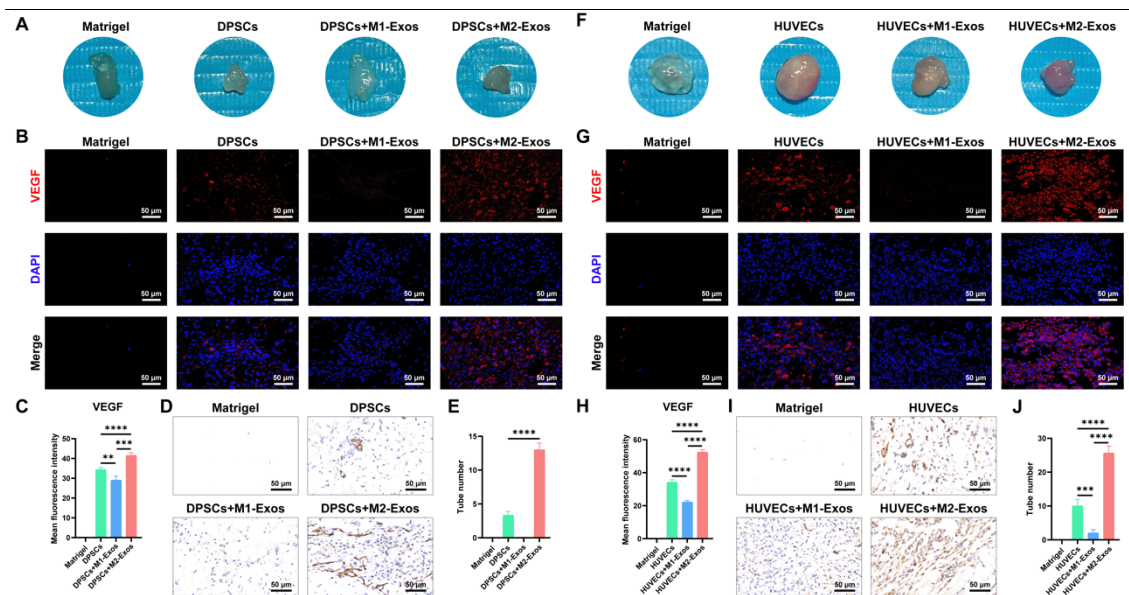 A
Matrigel DPSCs DPSCs+M1-Exos DPSCs+M2-Exos
F
Matrigel HUVECs HUVECs+M1-Exos HUVECs+M2-Exos
B
Matrigel DPSCs DPSCs+M1-Exos DPSCs+M2-Exos
VEGF
50 μm 50 μm 50 μm 50 μm
DAPI
50 μm 50 μm 50 μm 50 μm
Merge
50 μm 50 μm 50 μm 50 μm
G
Matrigel HUVECs HUVECs+M1-Exos HUVECs+M2-Exos
VEGF
50 μm 50 μm 50 μm 50 μm
DAPI
50 μm 50 μm 50 μm 50 μm
Merge
50 μm 50 μm 50 μm 50 μm
C
VEGF
Mean fluorescence intensity
50
40
30
20
10
0
****
***
**
Matrigel
DPSCs
DPSCs+M1-Exos
DPSCs+M2-Exos
D
Matrigel DPSCs
50 μm 50 μm
DPSCs+M1-Exos DPSCs+M2-Exos
50 μm 50 μm
E
Tube number
15
10
5
0
****
Matrigel
DPSCs
DPSCs+M1-Exos
DPSCs+M2-Exos
H
VEGF
Mean fluorescence intensity
80
60
40
20
0
****
****
****
Matrigel
HUVECs
HUVECs+M1-Exos
HUVECs+M2-Exos
I
Matrigel HUVECs
50 μm 50 μm
HUVECs+M1-Exos HUVECs+M2-Exos
50 μm 50 μm
J
Tube number
30
20
10
0
****
****
***
Matrigel
HUVECs
HUVECs+M1-Exos
HUVECs+M2-Exos